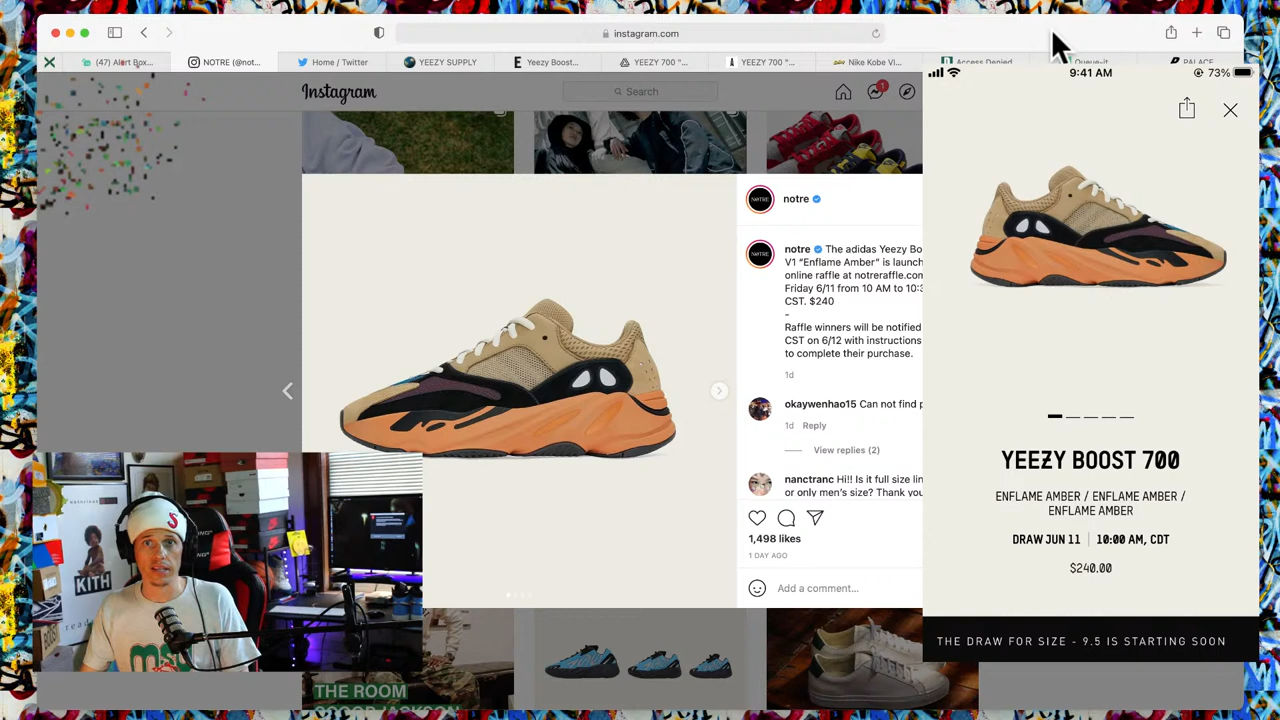 instagram.com
(47) Alert Box...
NOTRE (@not...
Home / Twitter
YEEZY SUPPLY
Yeezy Boost...
YEEZY 700 "...
YEEZY 700 "...
Nike Kobe VI...
Access Denied
Queue-it
PALACE
Instagram
Search
1
NOTRE
notre
NOTRE
notre The adidas Yeezy Bo
V1 “Enflame Amber” is launch
online raffle at notreraffle.com
Friday 6/11 from 10 AM to 10:3
CST. $240
-
Raffle winners will be notified
CST on 6/12 with instructions
to complete their purchase.
1d
okaywenhao15 Can not find p
1d Reply
View replies (2)
nanctranc Hi!! Is it full size lin
or only men's size? Thank you
1,498 likes
1 DAY AGO
Add a comment...
9:41 AM
73%
YEEZY BOOST 700
ENFLAME AMBER / ENFLAME AMBER /
ENFLAME AMBER
DRAW JUN 11 | 10:00 AM, CDT
$240.00
THE DRAW FOR SIZE - 9.5 IS STARTING SOON
KITH
THE ROOM